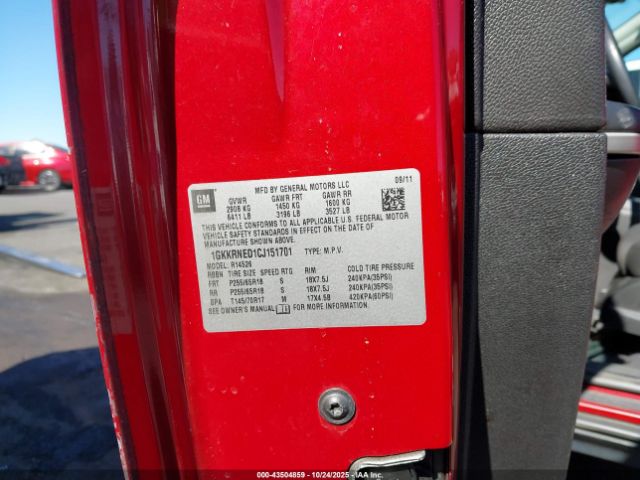 GM
MFD BY GENERAL MOTORS LLC
09/11
GVWR GAWR FRT GAWR RR
2908 KG 1450 KG 1600 KG
6411 LB 3196 LB 3527 LB
THIS VEHICLE CONFORMS TO ALL APPLICABLE U.S. FEDERAL MOTOR
VEHICLE SAFETY STANDARDS IN EFFECT ON THE DATE OF
MANUFACTURE SHOWN ABOVE.
1GKKRNED1CJ151701 TYPE: M.P.V.
MODEL: R14526
RBBN TIRE SIZE SPEED RTG RIM COLD TIRE PRESSURE
FRT P255/65R18 S 18X7.5J 240KPA(35PSI)
RR P255/65R18 S 18X7.5J 240KPA(35PSI)
SPA T145/70R17 M 17X4.5B 420KPA(60PSI)
SEE OWNER'S MANUAL FOR MORE INFORMATION.
000-43504859 - 10/24/2025 - IAAI.COM